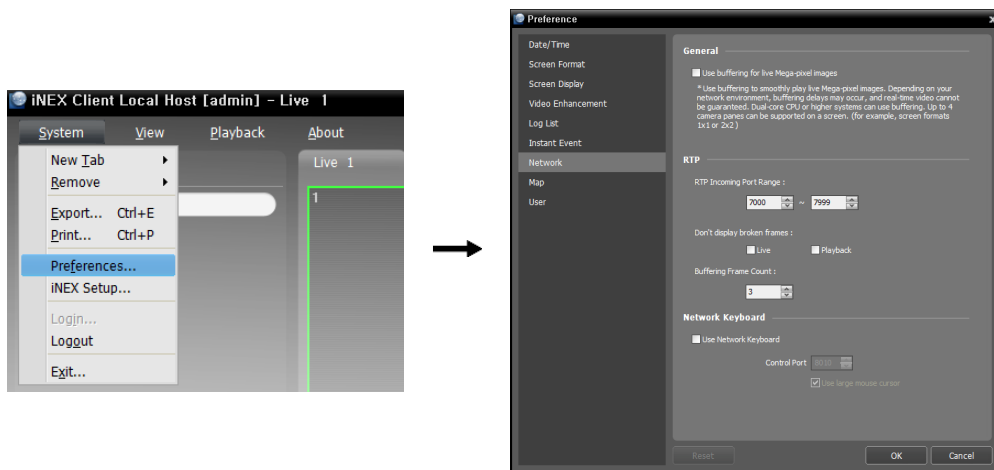 iNEX Client Local Host [admin] - Live 1
System View Playback About
New Tab
Remove
Export... Ctrl+E
Print... Ctrl+P
Preferences...
iNEX Setup...
Login...
Logout
Exit...
Live 1
1
Preference
Date/Time
Screen Format
Screen Display
Video Enhancement
Log List
Instant Event
Network
Map
User
General
Use buffering for live Mega-pixel images
* Use buffering to smoothly play live Mega-pixel images. Depending on your
network environment, buffering delays may occur, and real-time video cannot
be guaranteed. Dual-core CPU or higher systems can use buffering. Up to 4
camera panes can be supported on a screen. (for example, screen formats
1x1 or 2x2 )
RTP
RTP Incoming Port Range :
7000 ~ 7999
Don't display broken frames :
Live Playback
Buffering Frame Count :
3
Network Keyboard
Use Network Keyboard
Control Port 8010
Use large mouse cursor
Reset OK Cancel